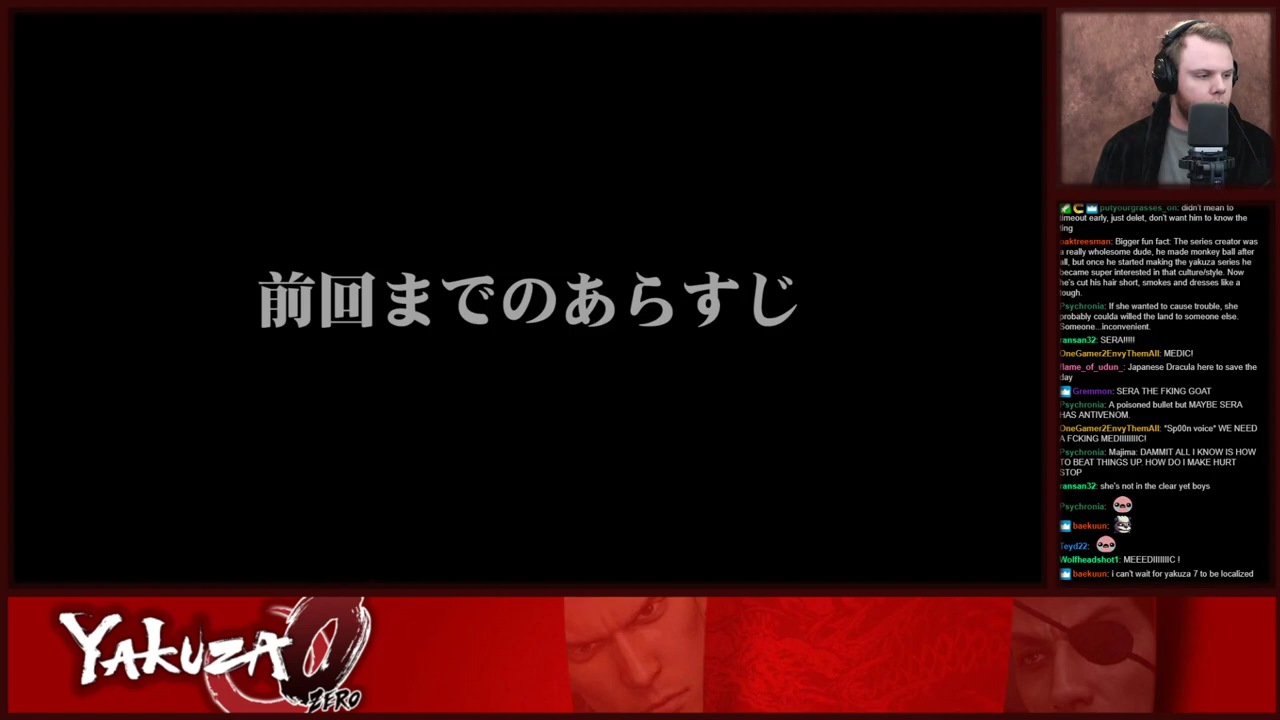 前回までのあらすじ
putyourgrasses_on: didn't mean to
timeout early, just delet, don't want him to know the
ting
oaktreesman: Bigger fun fact: The series creator was
a really wholesome dude, he made monkey ball after
all, but once he started making the yakuza series he
became super interested in that culture/style. Now
he's cut his hair short, smokes and dresses like a
tough.
Psychronia: If she wanted to cause trouble, she
probably coulda willed the land to someone else.
Someone...inconvenient.
ransan32: SERA!!!!!
OneGamer2EnvyThemAll: MEDIC!
flame_of_udun_: Japanese Dracula here to save the
day
Gremmon: SERA THE FKING GOAT
Psychronia: A poisoned bullet but MAYBE SERA
HAS ANTIVENOM.
OneGamer2EnvyThemAll: *Sp00n voice* WE NEED
A FCKING MEDIIIIIIIIC!
Psychronia: Majima: DAMMIT ALL I KNOW IS HOW
TO BEAT THINGS UP. HOW DO I MAKE HURT
STOP
ransan32: she's not in the clear yet boys
Psychronia:
baekuun:
Teyd22:
Wolfheadshot1: MEEEDIIIIIIIC !
baekuun: i can't wait for yakuza 7 to be localized
YAKUZA 0
ZERO